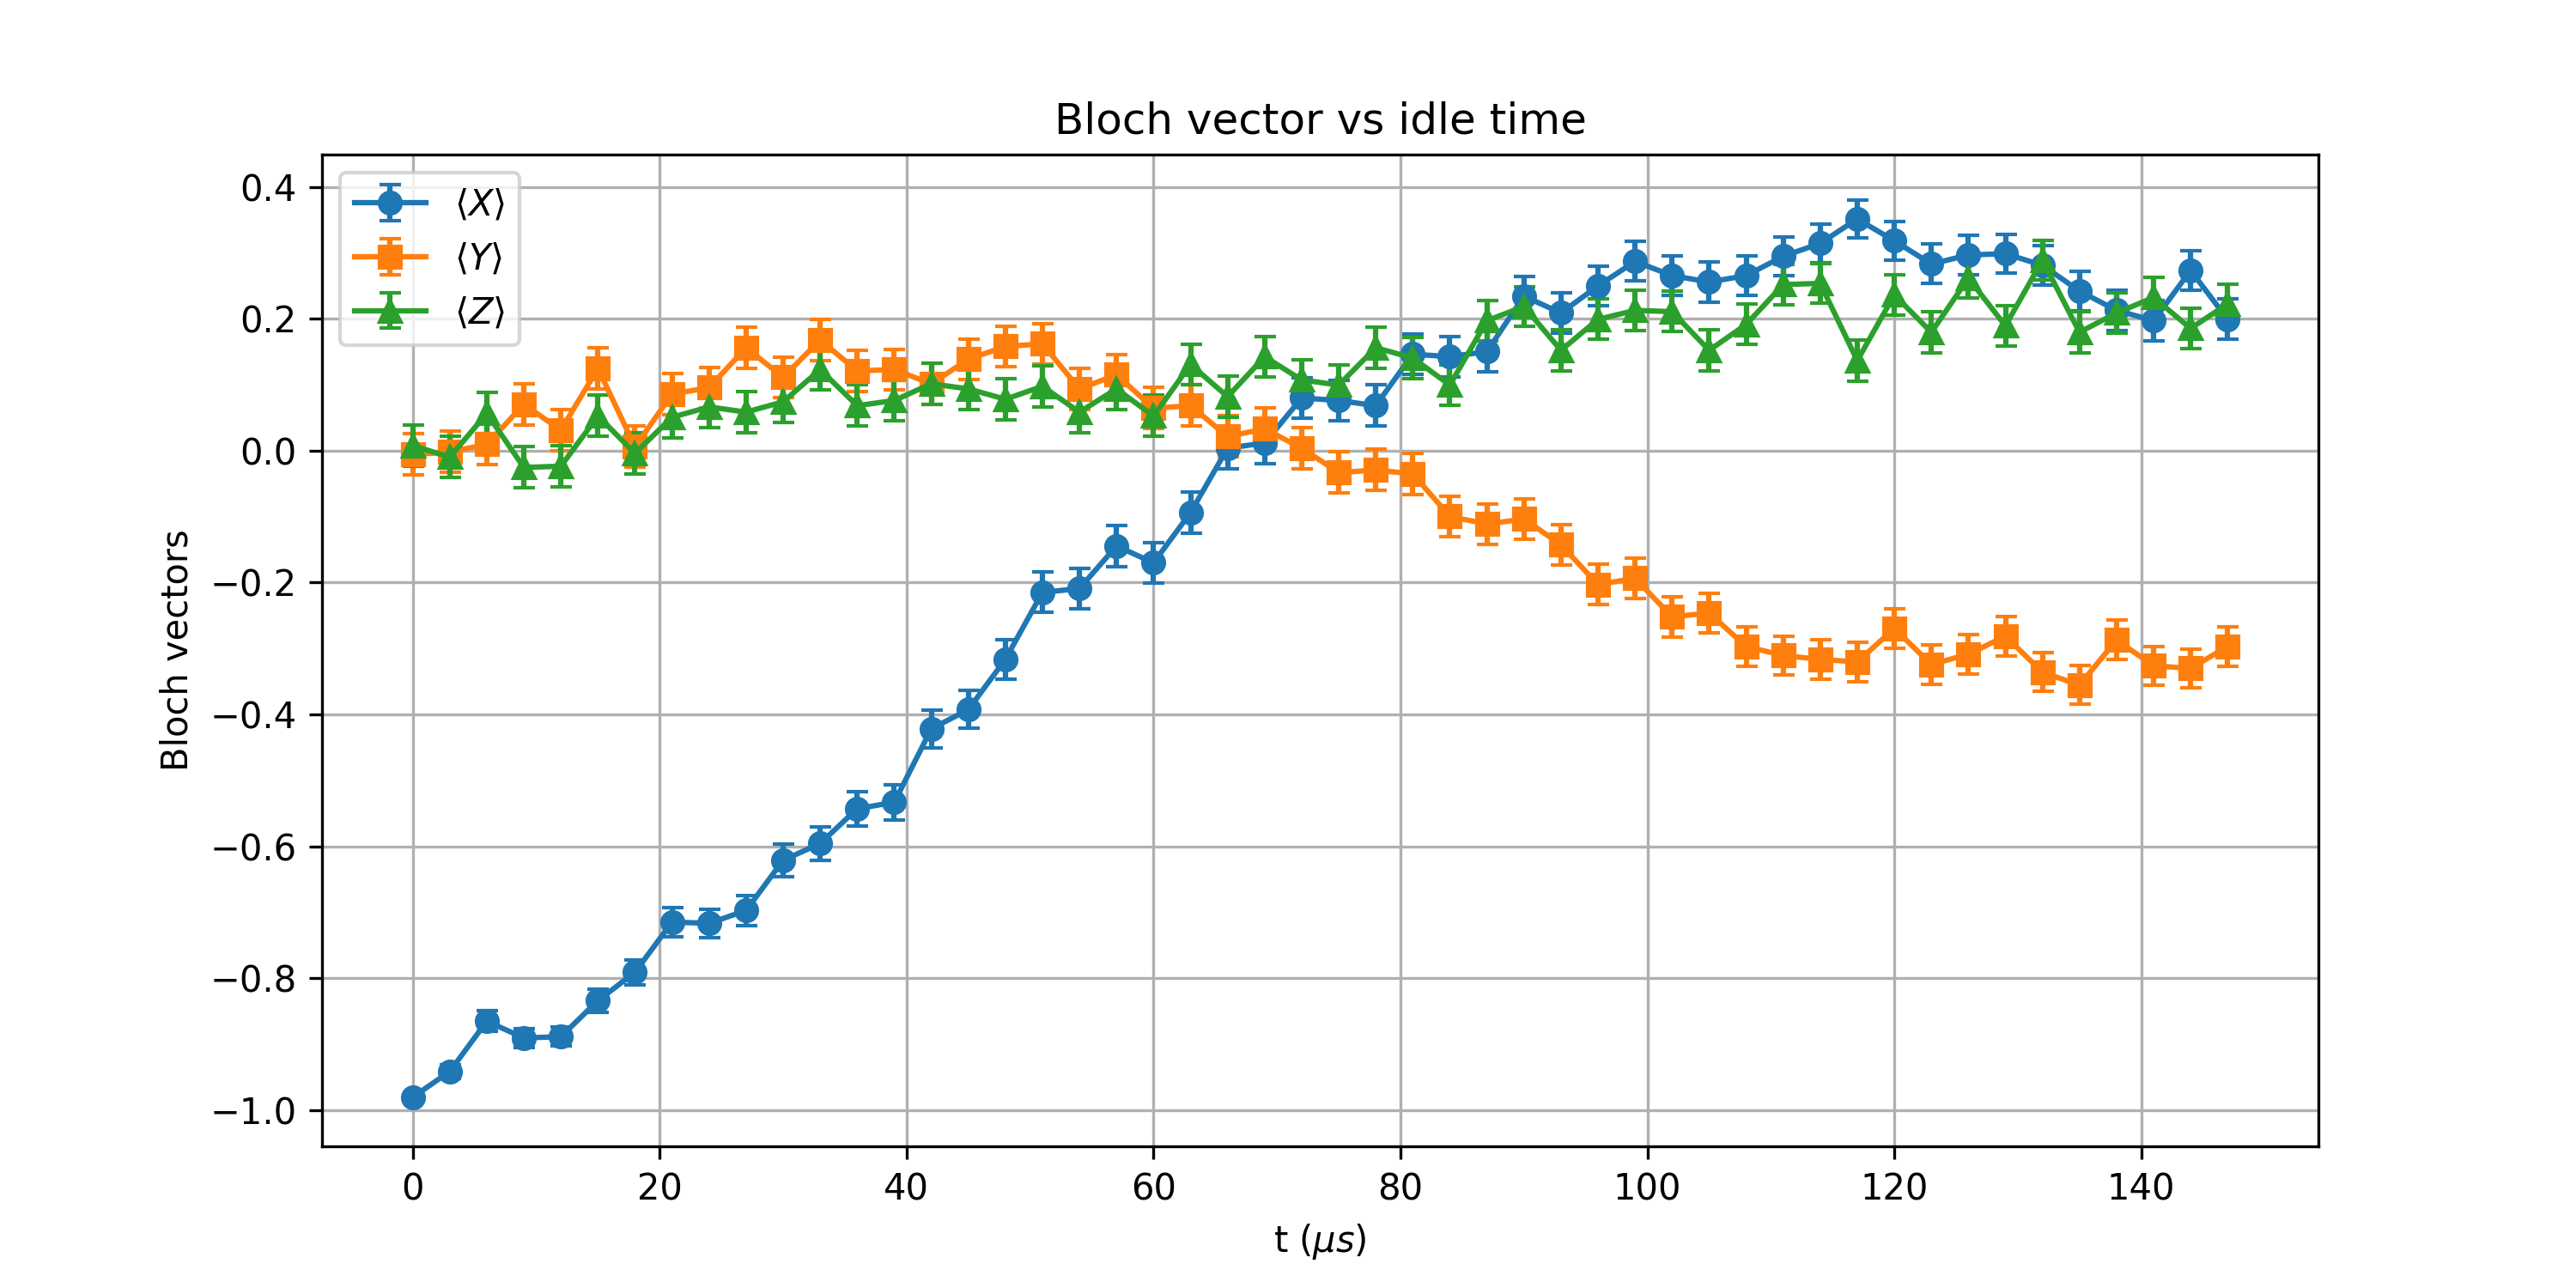 Bloch vector vs idle time
⟨X⟩
⟨Y⟩
⟨Z⟩
Bloch vectors
0.4
0.2
0.0
−0.2
−0.4
−0.6
−0.8
−1.0
0 20 40 60 80 100 120 140
t (μs)